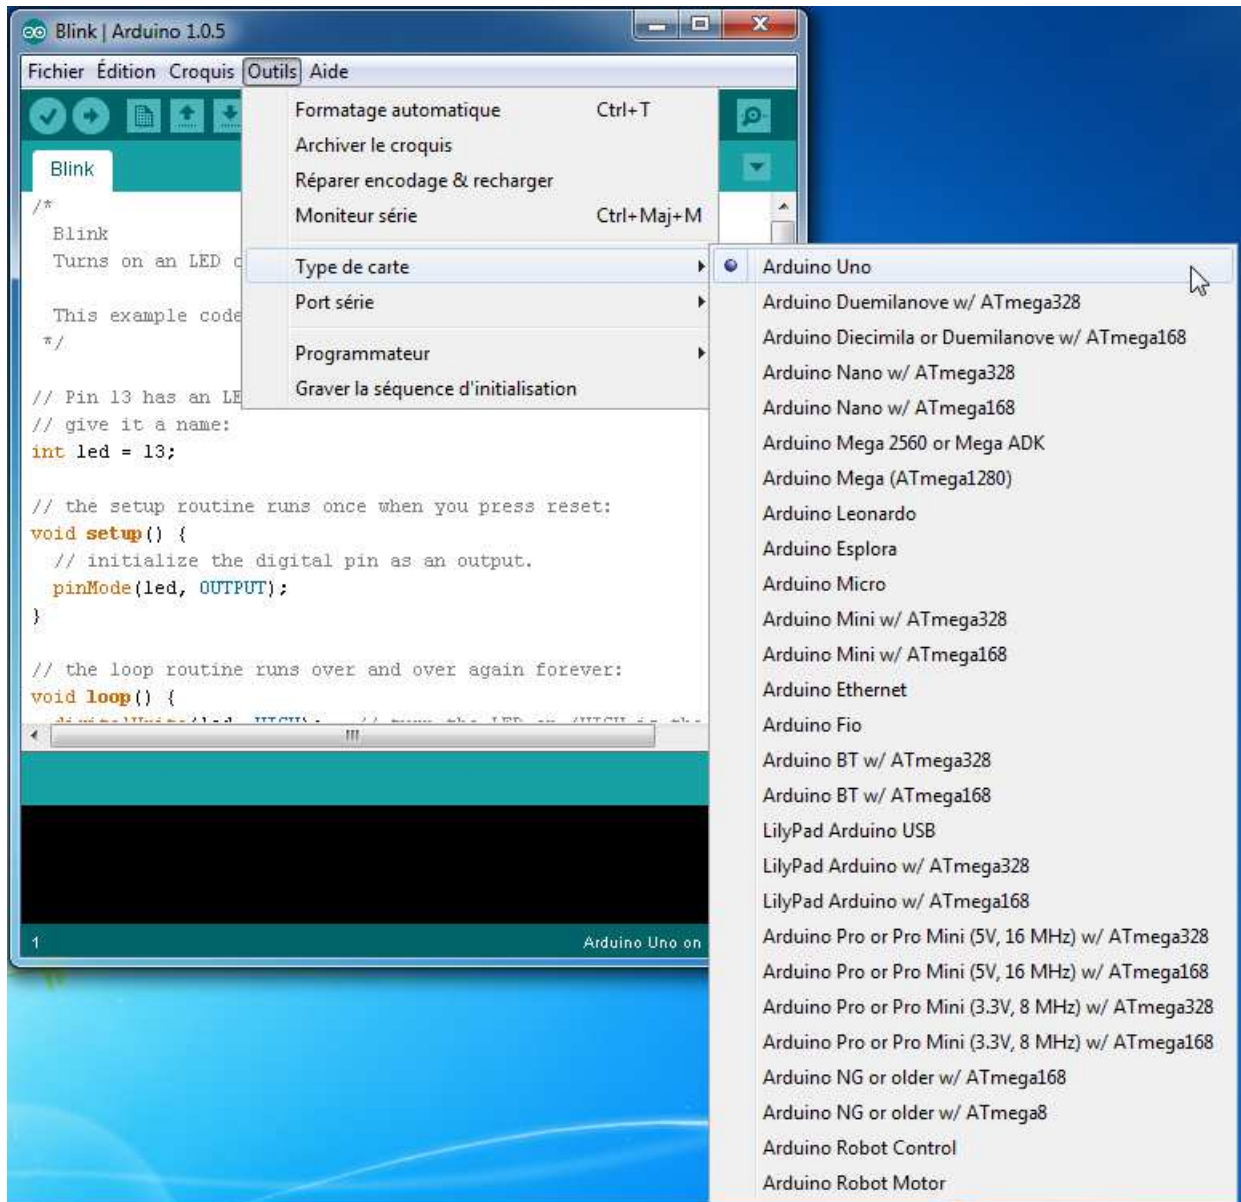 Blink | Arduino 1.0.5
Fichier Édition Croquis Outils Aide
Formatage automatique Ctrl+T
Archiver le croquis
Réparer encodage & recharger
Moniteur série Ctrl+Maj+M
Type de carte
Port série
Programmateur
Graver la séquence d'initialisation
Blink
/*
Blink
Turns on an LED
This example code
*/
// Pin 13 has an LE
// give it a name:
int led = 13;
// the setup routine runs once when you press reset:
void setup() {
// initialize the digital pin as an output.
pinMode(led, OUTPUT);
}
// the loop routine runs over and over again forever:
void loop() {
1
Arduino Uno on
Arduino Uno
Arduino Duemilanove w/ ATmega328
Arduino Diecimila or Duemilanove w/ ATmega168
Arduino Nano w/ ATmega328
Arduino Nano w/ ATmega168
Arduino Mega 2560 or Mega ADK
Arduino Mega (ATmega1280)
Arduino Leonardo
Arduino Esplora
Arduino Micro
Arduino Mini w/ ATmega328
Arduino Mini w/ ATmega168
Arduino Ethernet
Arduino Fio
Arduino BT w/ ATmega328
Arduino BT w/ ATmega168
LilyPad Arduino USB
LilyPad Arduino w/ ATmega328
LilyPad Arduino w/ ATmega168
Arduino Pro or Pro Mini (5V, 16 MHz) w/ ATmega328
Arduino Pro or Pro Mini (5V, 16 MHz) w/ ATmega168
Arduino Pro or Pro Mini (3.3V, 8 MHz) w/ ATmega328
Arduino Pro or Pro Mini (3.3V, 8 MHz) w/ ATmega168
Arduino NG or older w/ ATmega168
Arduino NG or older w/ ATmega8
Arduino Robot Control
Arduino Robot Motor